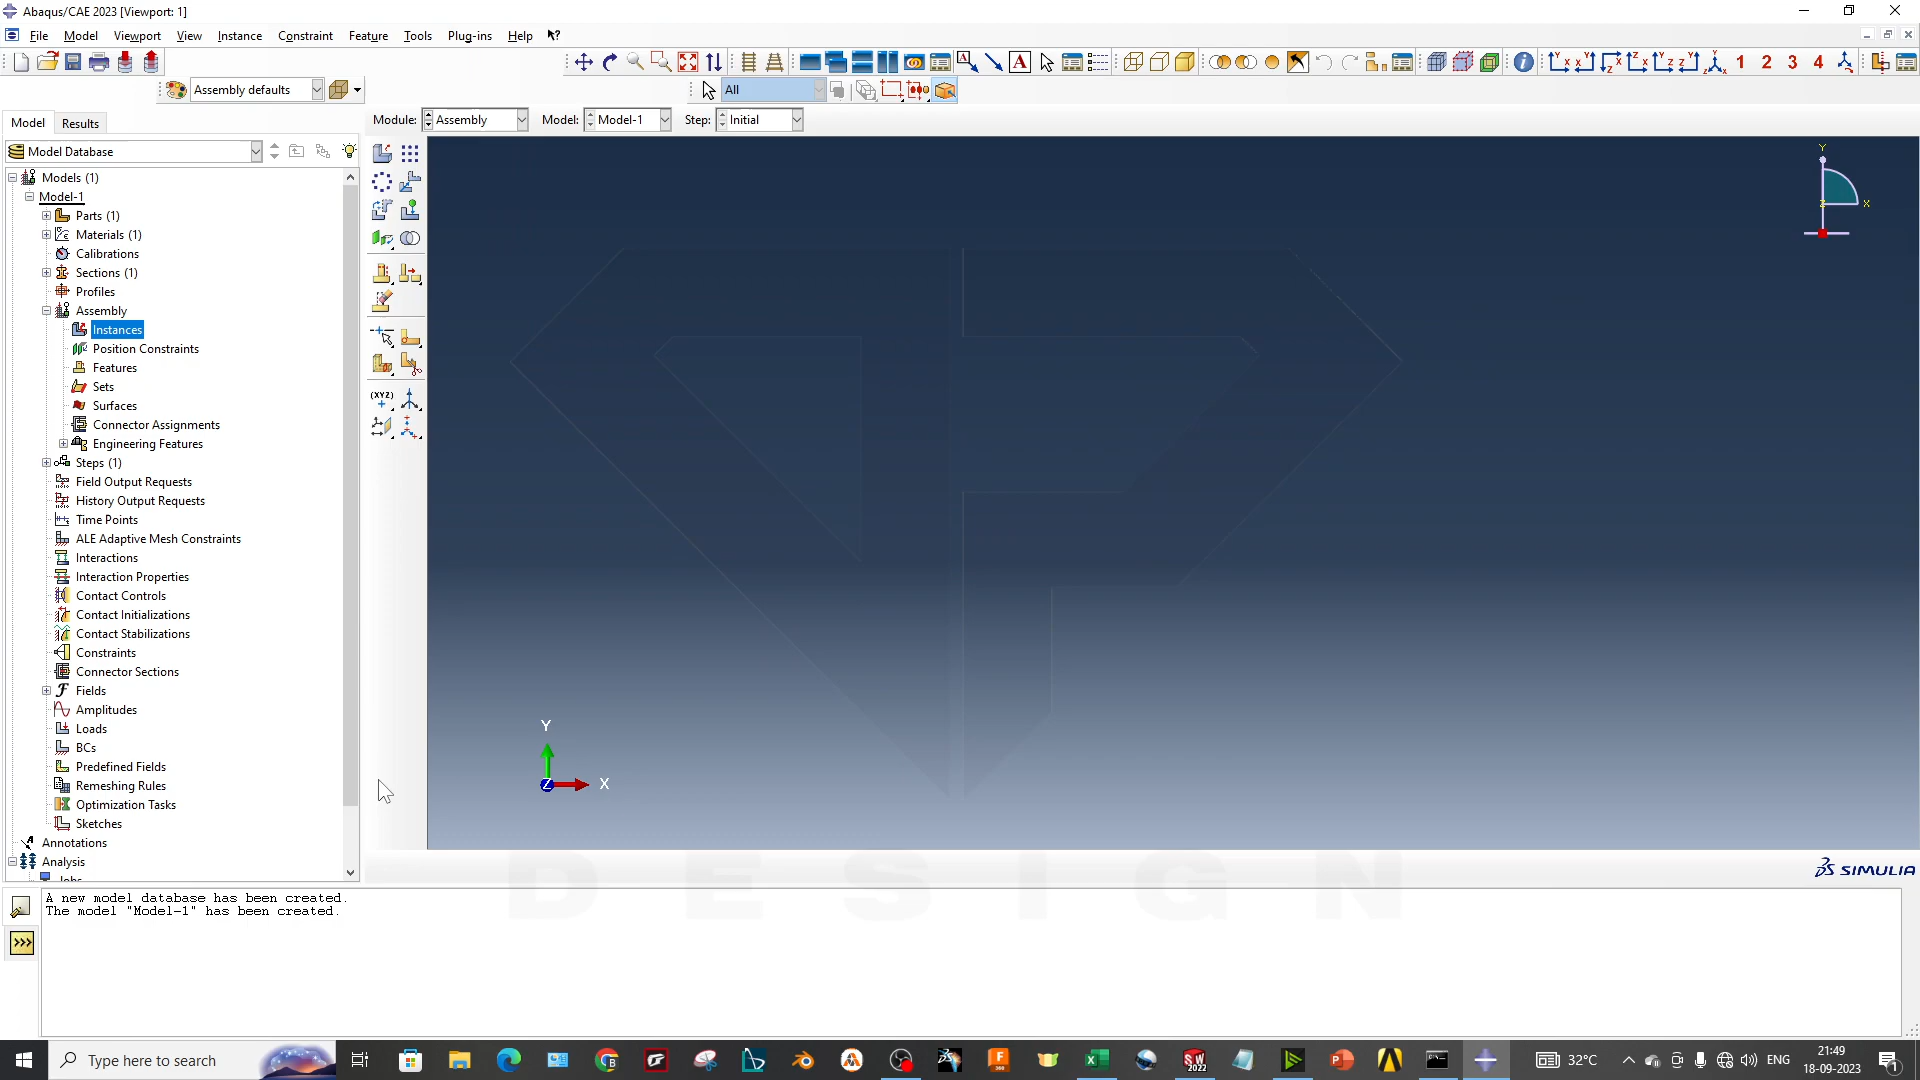 Abaqus/CAE 2023 [Viewport: 1]
File Model Viewport View Instance Constraint Feature Tools Plug-ins Help
A
1 2 3 4
Assembly defaults
All
Model Results
Module: Assembly Model: Model-1 Step: Initial
Model Database
Models (1)
Model-1
Parts (1)
Materials (1)
Calibrations
Sections (1)
Profiles
Assembly
Instances
Position Constraints
Features
Sets
Surfaces
Connector Assignments
Engineering Features
Steps (1)
Field Output Requests
History Output Requests
Time Points
ALE Adaptive Mesh Constraints
Interactions
Interaction Properties
Contact Controls
Contact Initializations
Contact Stabilizations
Constraints
Connector Sections
Fields
Amplitudes
Loads
BCs
Predefined Fields
Remeshing Rules
Optimization Tasks
Sketches
Annotations
Analysis
Jobs
(XYZ)
Y
X
Z
Y
X
Z
SIMULIA
DESIGN
A new model database has been created.
The model "Model-1" has been created.
>>>
Type here to search
32°C
ENG
21:49
18-09-2023